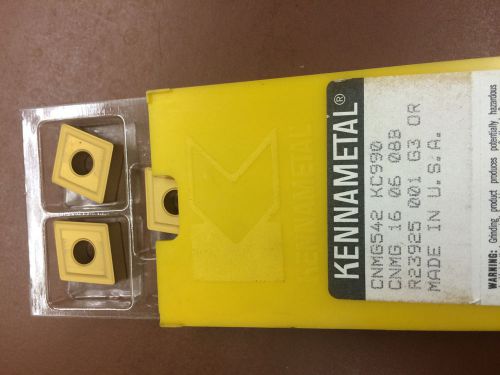 KENNAMETAL®
CNMG542 KC990
CNMG 16 06 08B
R23925 001 G3 OR
MADE IN U.S.A.
WARNING: Grinding product produces potentially hazardous